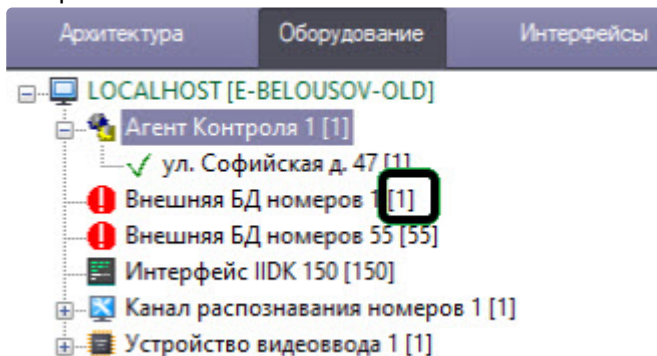 Архитектура Оборудование Интерфейсы
LOCALHOST [E-BELOUSOV-OLD]
Агент Контроля 1 [1]
ул. Софийская д. 47 [1]
Внешняя БД номеров 1 [1]
Внешняя БД номеров 55 [55]
Интерфейс IIDK 150 [150]
Канал распознавания номеров 1 [1]
Устройство видеоввода 1 [1]